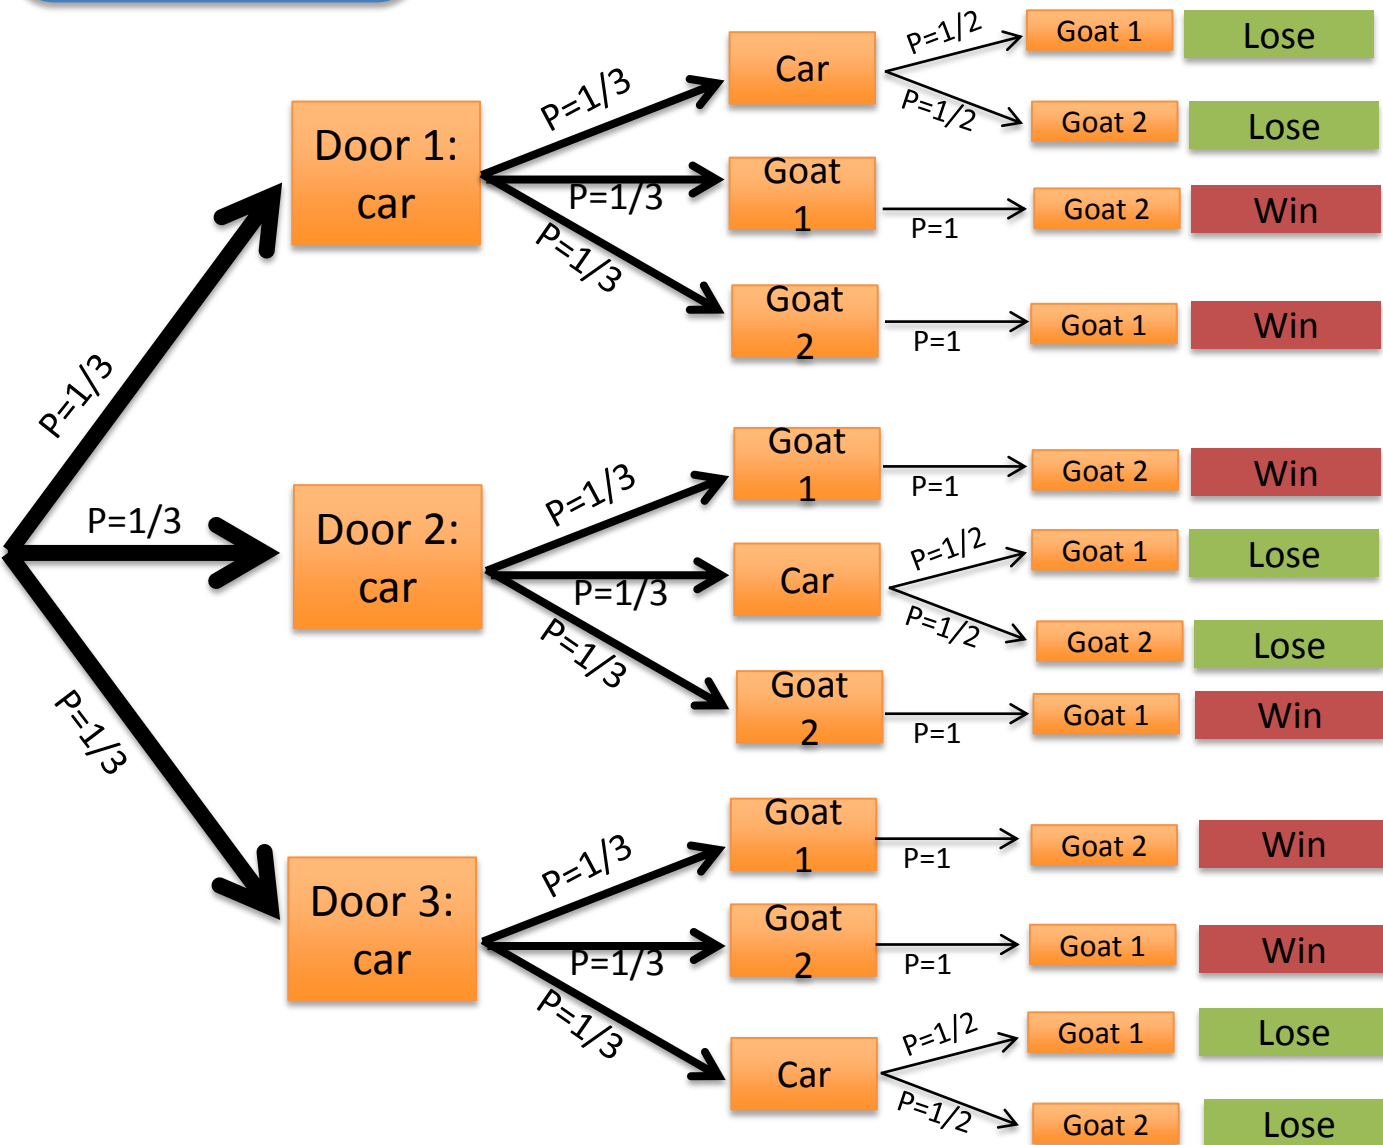 P=1/3
P=1/3
P=1/3
Door 1:
car
P=1/3
P=1/3
P=1/3
Car
P=1/2
P=1/2
Goat 1
Lose
Goat 2
Lose
Goat
1
P=1
Goat 2
Win
Goat
2
P=1
Goat 1
Win
Door 2:
car
P=1/3
P=1/3
P=1/3
Goat
1
P=1
Goat 2
Win
Car
P=1/2
P=1/2
Goat 1
Lose
Goat 2
Lose
Goat
2
P=1
Goat 1
Win
Door 3:
car
P=1/3
P=1/3
P=1/3
Goat
1
P=1
Goat 2
Win
Goat
2
P=1
Goat 1
Win
Car
P=1/2
P=1/2
Goat 1
Lose
Goat 2
Lose